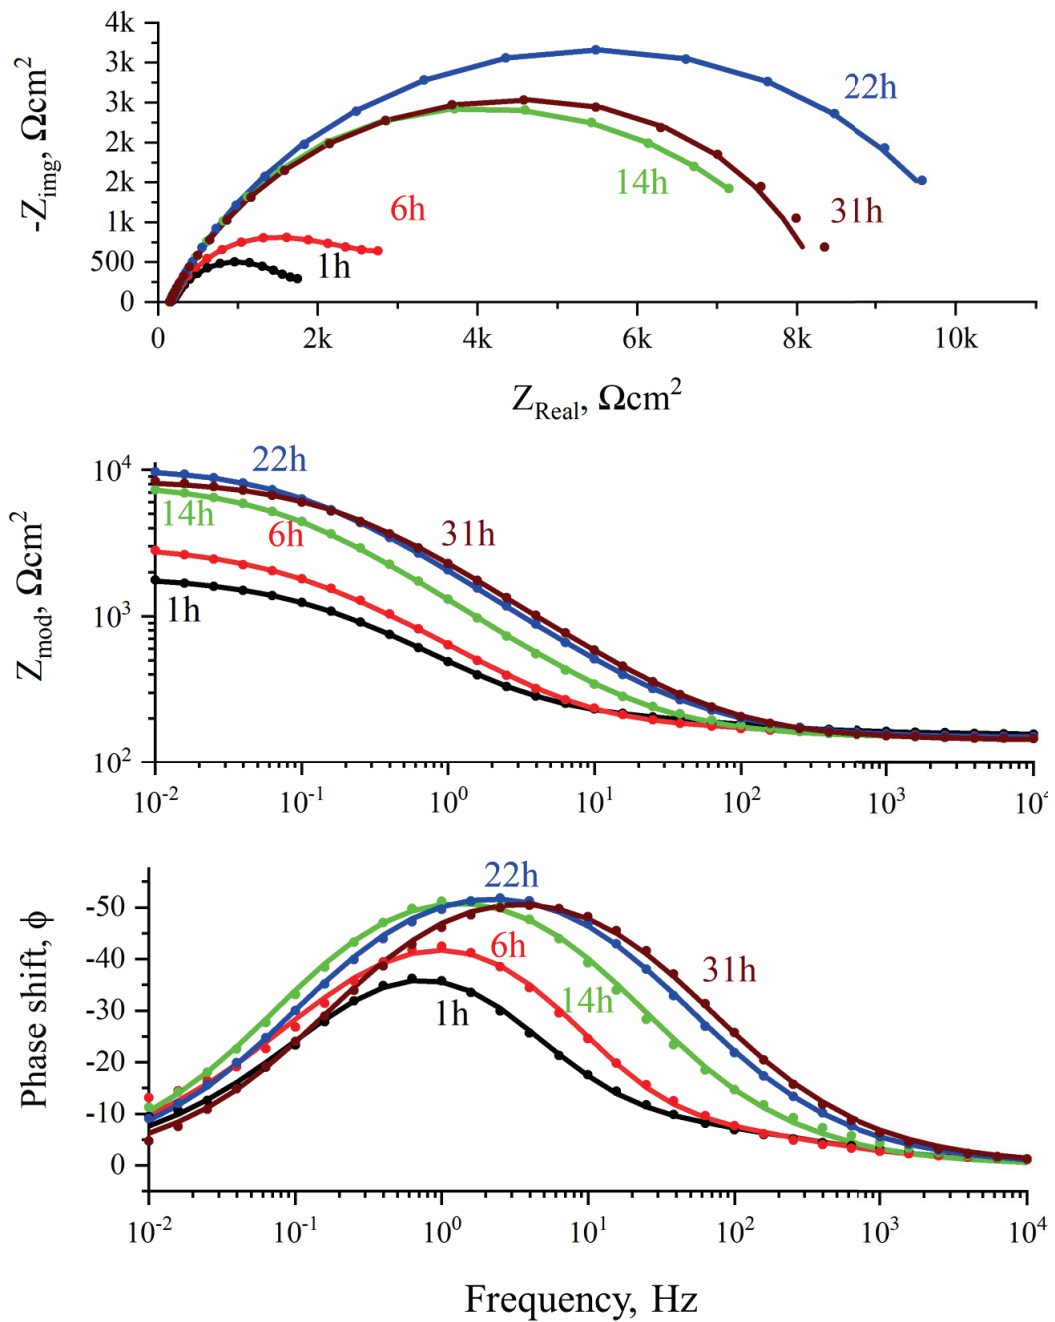 4k
3k
3k
2k
2k
1k
500
0
-Z_img, Ωcm²
22h
14h
31h
6h
1h
0 2k 4k 6k 8k 10k
Z_Real, Ωcm²
10⁴
10³
10²
Z_mod, Ωcm²
22h
14h
6h
31h
1h
10⁻² 10⁻¹ 10⁰ 10¹ 10² 10³ 10⁴
-50
-40
-30
-20
-10
0
Phase shift, ϕ
22h
6h
31h
14h
1h
10⁻² 10⁻¹ 10⁰ 10¹ 10² 10³ 10⁴
Frequency, Hz